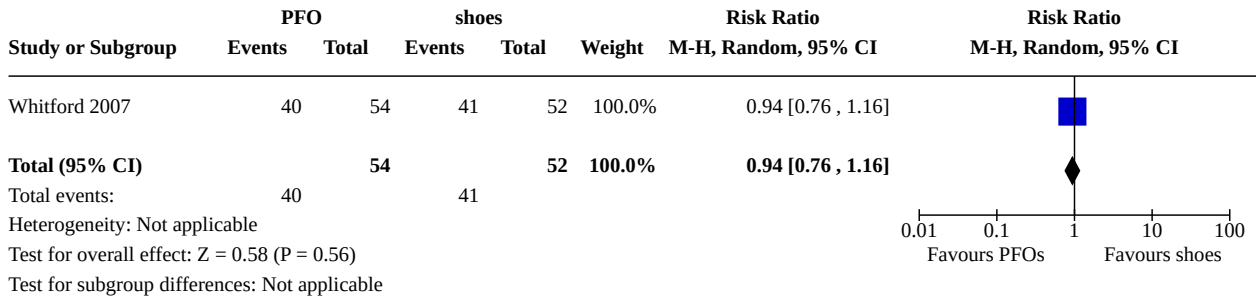 PFO shoes Risk Ratio Risk Ratio
Study or Subgroup Events Total Events Total Weight M-H, Random, 95% CI M-H, Random, 95% CI
Whitford 2007 40 54 41 52 100.0% 0.94 [0.76 , 1.16]
Total (95% CI) 54 52 100.0% 0.94 [0.76 , 1.16]
Total events: 40 41
Heterogeneity: Not applicable
0.01 0.1 1 10 100
Test for overall effect: Z = 0.58 (P = 0.56) Favours PFOs Favours shoes
Test for subgroup differences: Not applicable